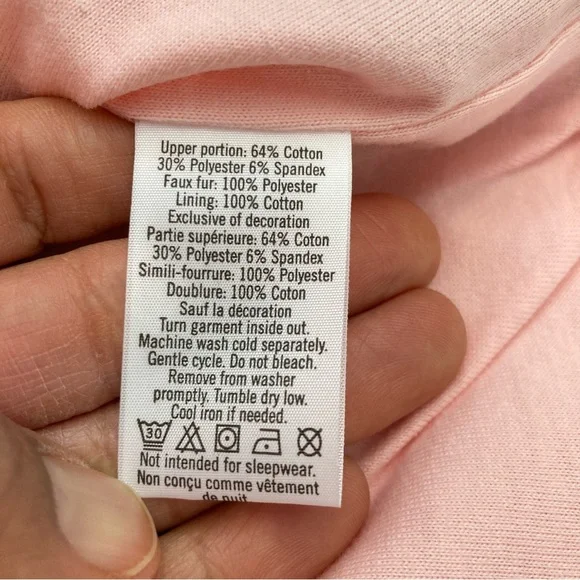 Upper portion: 64% Cotton
30% Polyester 6% Spandex
Faux fur: 100% Polyester
Lining: 100% Cotton
Exclusive of decoration
Partie supérieure: 64% Coton
30% Polyester 6% Spandex
Simili-fourrure: 100% Polyester
Doublure: 100% Coton
Sauf la décoration
Turn garment inside out.
Machine wash cold separately.
Gentle cycle. Do not bleach.
Remove from washer
promptly. Tumble dry low.
Cool iron if needed.
30
Not intended for sleepwear.
Non conçu comme vêtement
de nuit